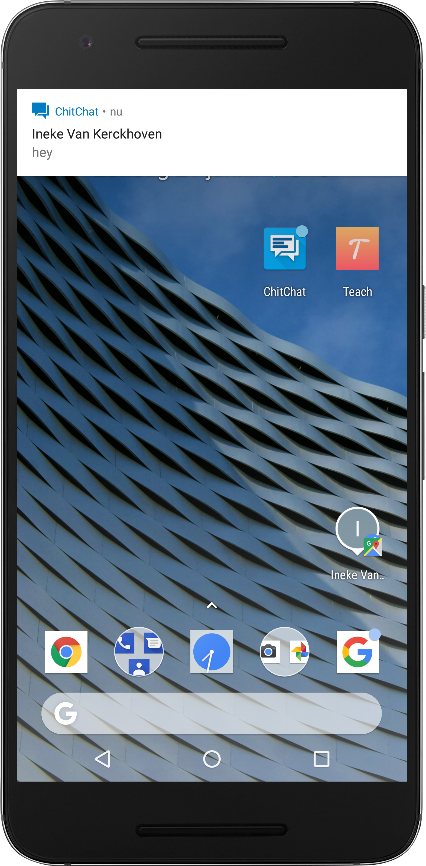 ChitChat • nu
Ineke Van Kerckhoven
hey
ChitChat
Teach
I
Ineke Van..